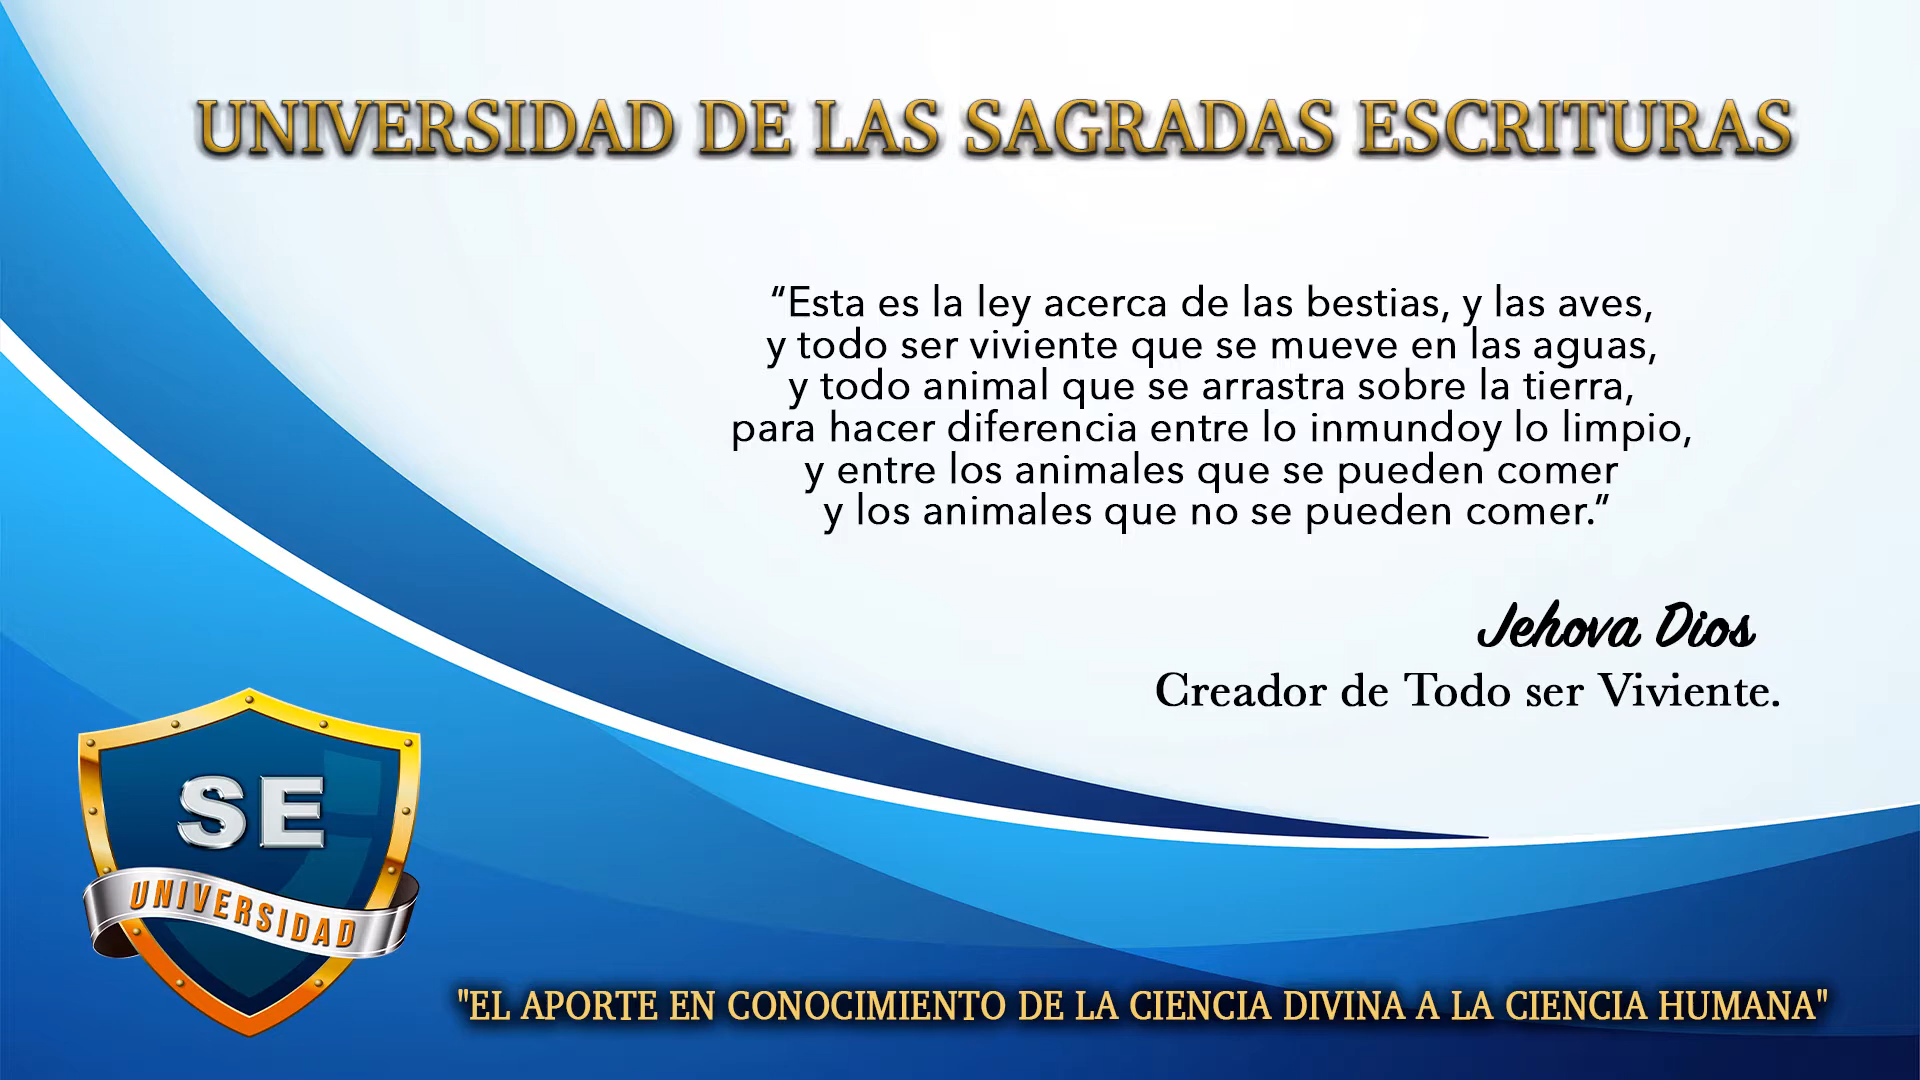 UNIVERSIDAD DE LAS SAGRADAS ESCRITURAS
“Esta es la ley acerca de las bestias, y las aves,
y todo ser viviente que se mueve en las aguas,
y todo animal que se arrastra sobre la tierra,
para hacer diferencia entre lo inmundoy lo limpio,
y entre los animales que se pueden comer
y los animales que no se pueden comer.”
Jehova Dios
Creador de Todo ser Viviente.
SE
UNIVERSIDAD
"EL APORTE EN CONOCIMIENTO DE LA CIENCIA DIVINA A LA CIENCIA HUMANA"